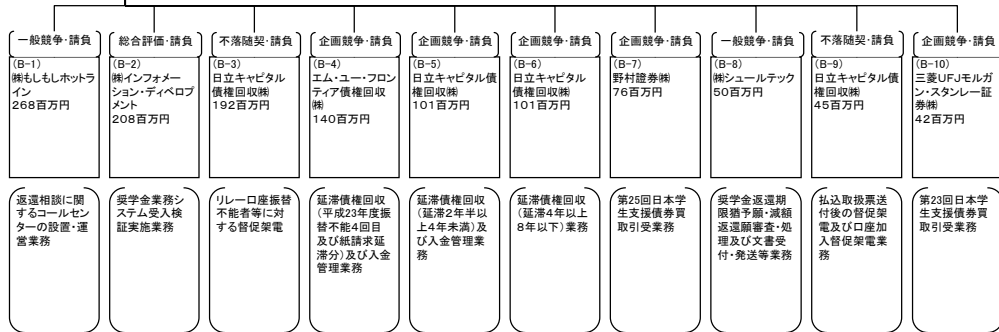 一般競争・請負
(B-1)
㈱もしもしホットラ
イン
268百万円
返還相談に関
するコールセン
ターの設置・運
営業務
総合評価・請負
(B-2)
㈱インフォメー
ション・ディベロプ
メント
208百万円
奨学金業務シ
ステム受入検
証実施業務
不落随契・請負
(B-3)
日立キャピタル
債権回収㈱
192百万円
リレー口座振替
不能者等に対
する督促架電
企画競争・請負
(B-4)
エム・ユー・フロン
ティア債権回収
㈱
140百万円
延滞債権回収
(平成23年度振
替不能4回目
及び紙請求延
滞分)及び入金
管理業務
企画競争・請負
(B-5)
日立キャピタル債
権回収㈱
101百万円
延滞債権回収
(延滞2年半以
上4年未満)及
び入金管理業
務
企画競争・請負
(B-6)
日立キャピタル
債権回収㈱
101百万円
延滞債権回収
(延滞4年以上
8年以下)業務
企画競争・請負
(B-7)
野村證券㈱
76百万円
第25回日本学
生支援債券買
取引受業務
一般競争・請負
(B-8)
㈱シュールテック
50百万円
奨学金返還期
限猶予願・減額
返還願審査・処
理及び文書受
付・発送等業務
不落随契・請負
(B-9)
日立キャピタル債
権回収㈱
45百万円
払込取扱票送
付後の督促架
電及び口座加
入督促架電業
務
企画競争・請負
(B-10)
三菱UFJモルガ
ン・スタンレー証
券㈱
42百万円
第23回日本学
生支援債券買
取引受業務